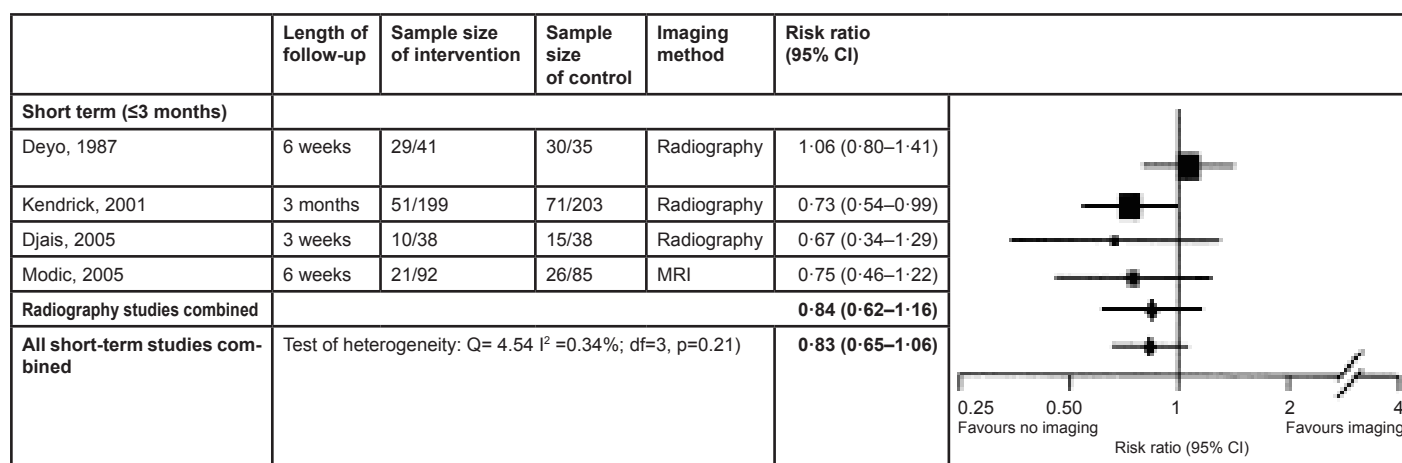 Length of follow-up Sample size of intervention Sample size of control Imaging method Risk ratio (95% CI)
Short term (≤3 months)
Deyo, 1987 6 weeks 29/41 30/35 Radiography 1·06 (0·80–1·41)
Kendrick, 2001 3 months 51/199 71/203 Radiography 0·73 (0·54–0·99)
Djais, 2005 3 weeks 10/38 15/38 Radiography 0·67 (0·34–1·29)
Modic, 2005 6 weeks 21/92 26/85 MRI 0·75 (0·46–1·22)
Radiography studies combined 0·84 (0·62–1·16)
All short-term studies com-
bined Test of heterogeneity: Q= 4.54 I² =0.34%; df=3, p=0.21) 0·83 (0·65–1·06)
0.25 0.50 1 2 4
Favours no imaging Favours imaging
Risk ratio (95% CI)